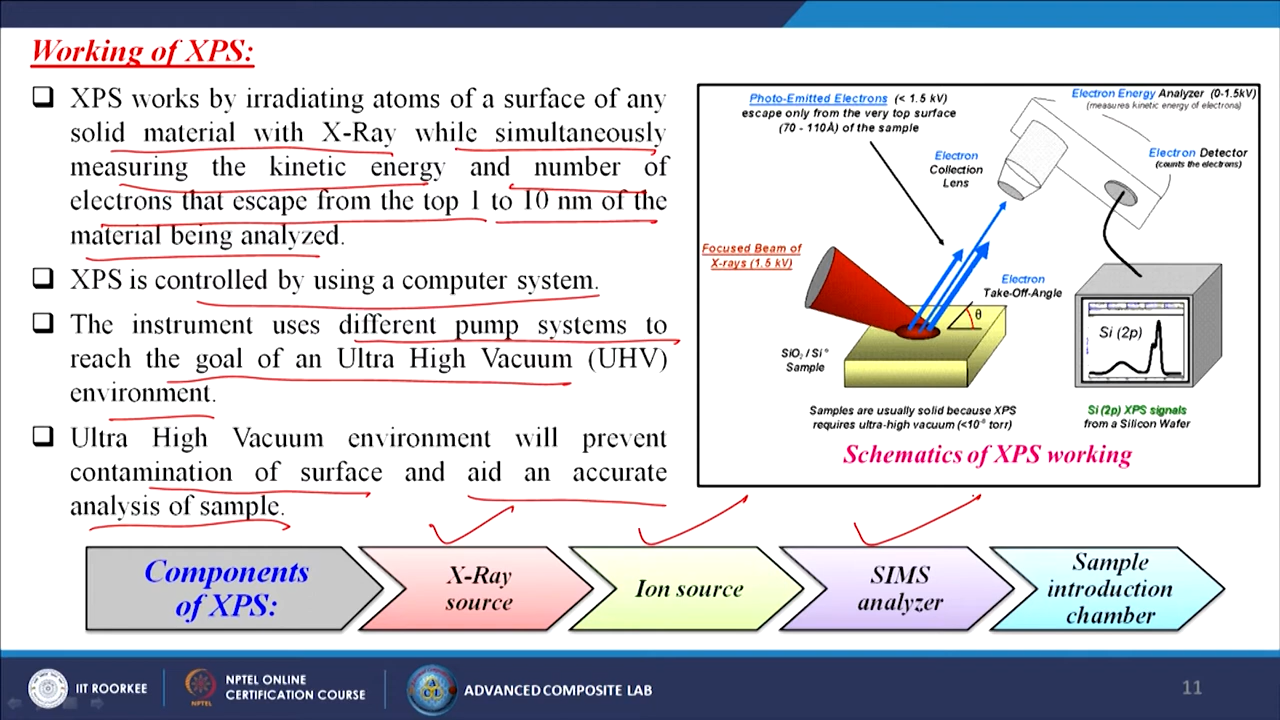 Working of XPS:
❑ XPS works by irradiating atoms of a surface of any
solid material with X-Ray while simultaneously
measuring the kinetic energy and number of
electrons that escape from the top 1 to 10 nm of the
material being analyzed.
❑ XPS is controlled by using a computer system.
❑ The instrument uses different pump systems to
reach the goal of an Ultra High Vacuum (UHV)
environment.
❑ Ultra High Vacuum environment will prevent
contamination of surface and aid an accurate
analysis of sample.
Photo-Emitted Electrons (< 1.5 kV)
escape only from the very top surface
(70 - 110Å) of the sample
Electron Energy Analyzer (0-1.5kV)
(measures kinetic energy of electrons)
Electron
Collection
Lens
Electron Detector
(counts the electrons)
Focused Beam of
X-rays (1.5 kV)
Electron
Take-Off-Angle
θ
Si (2p)
SiO₂ / Si°
Sample
Samples are usually solid because XPS
requires ultra-high vacuum (<10⁻⁸ torr)
Si (2p) XPS signals
from a Silicon Wafer
Schematics of XPS working
Components
of XPS:
X-Ray
source
Ion source
SIMS
analyzer
Sample
introduction
chamber
IIT ROORKEE
NPTEL ONLINE
CERTIFICATION COURSE
NPTEL
ADVANCED COMPOSITE LAB
11